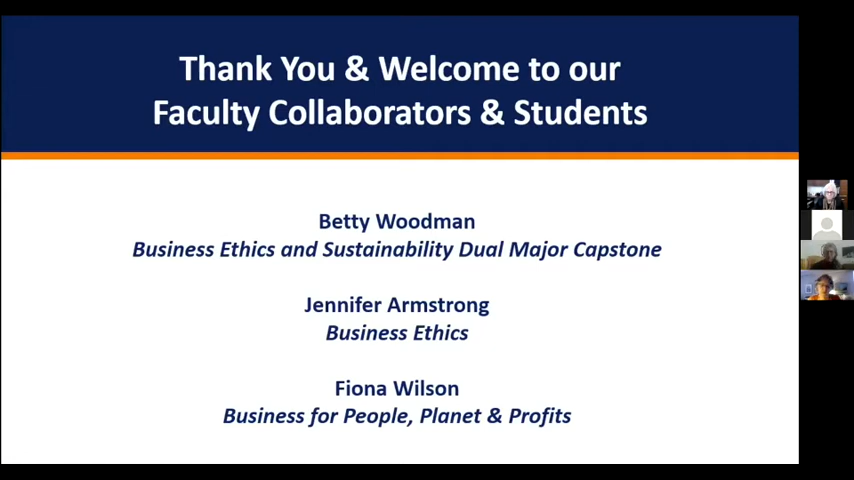 Thank You & Welcome to our
Faculty Collaborators & Students
Betty Woodman
Business Ethics and Sustainability Dual Major Capstone
Jennifer Armstrong
Business Ethics
Fiona Wilson
Business for People, Planet & Profits